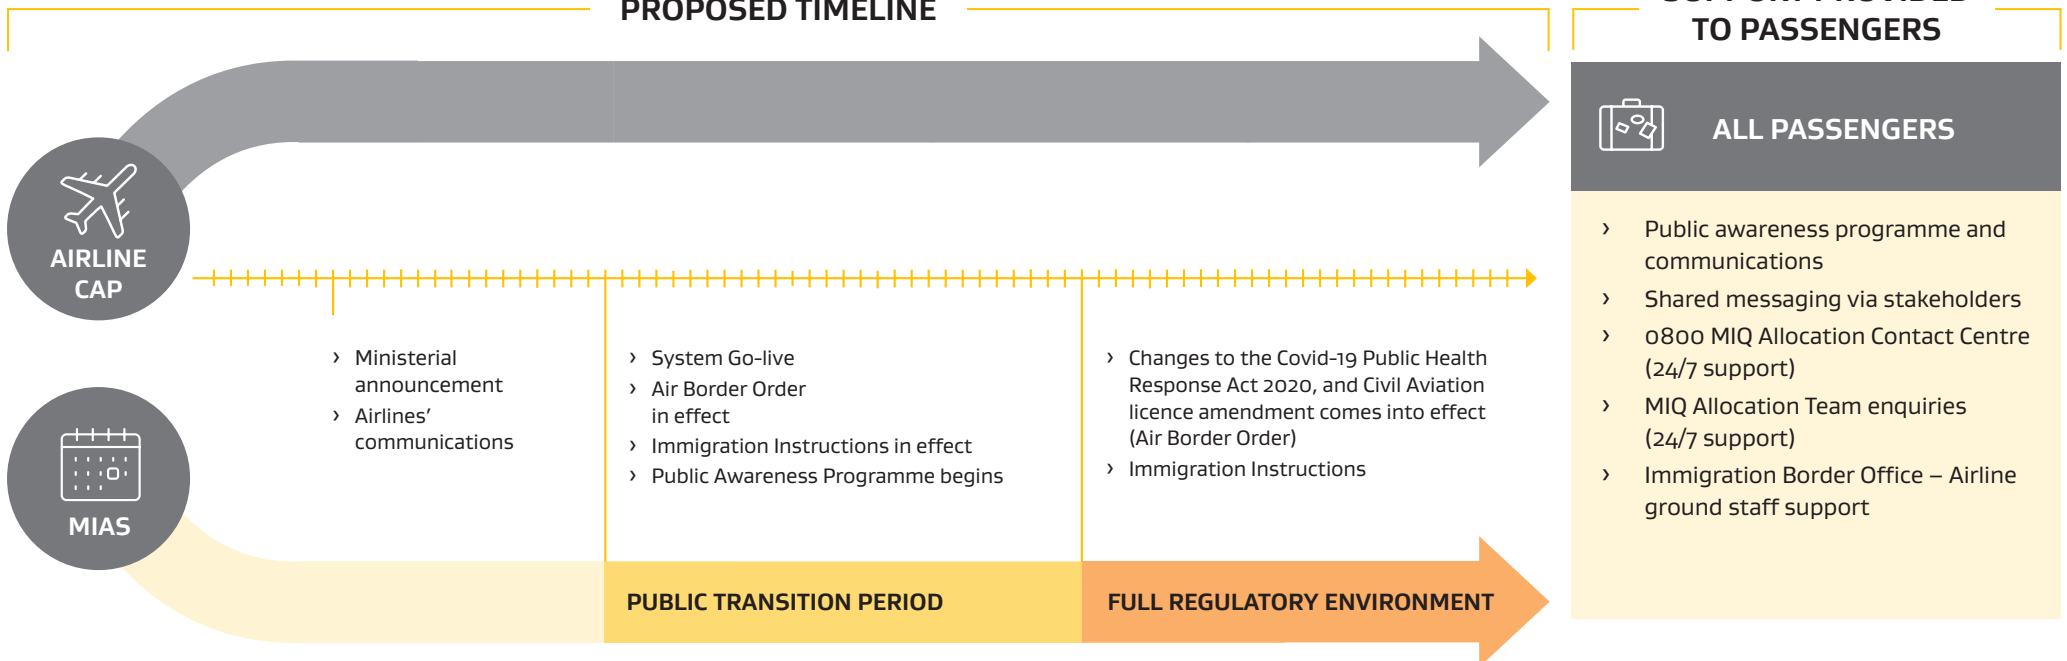 PROPOSED TIMELINE
SUPPORT PROVIDED
TO PASSENGERS
ALL PASSENGERS
AIRLINE
CAP
MIAS
› Ministerial
announcement
› Airlines’
communications
› System Go-live
› Air Border Order
in effect
› Immigration Instructions in effect
› Public Awareness Programme begins
› Changes to the Covid-19 Public Health
Response Act 2020, and Civil Aviation
licence amendment comes into effect
(Air Border Order)
› Immigration Instructions
PUBLIC TRANSITION PERIOD
FULL REGULATORY ENVIRONMENT
› Public awareness programme and
communications
› Shared messaging via stakeholders
› 0800 MIQ Allocation Contact Centre
(24/7 support)
› MIQ Allocation Team enquiries
(24/7 support)
› Immigration Border Office – Airline
ground staff support